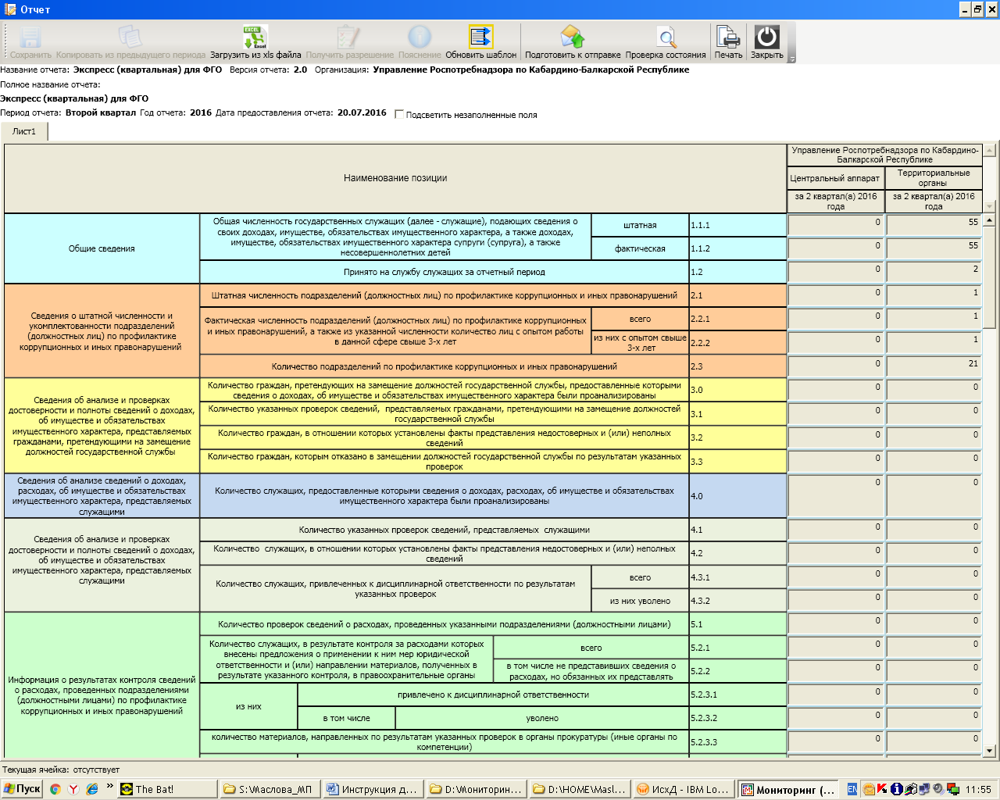 Отчет
Сохранить Копировать из предыдущего периода Загрузить из xls файла Получить разрешение Пояснение Обновить шаблон Подготовить к отправке Проверка состояния Печать Закрыть
Название отчета: Экспресс (квартальная) для ФГО Версия отчета: 2.0 Организация: Управление Роспотребнадзора по Кабардино-Балкарской Республике
Полное название отчета:
Экспресс (квартальная) для ФГО
Период отчета: Второй квартал Год отчета: 2016 Дата предоставления отчета: 20.07.2016 Подсветить незаполненные поля
Лист1
Наименование позиции
Управление Роспотребнадзора по Кабардино-
Балкарской Республике
Центральный аппарат
Территориальные
органы
за 2 квартал(а) 2016
года
за 2 квартал(а) 2016
года
Общие сведения
Общая численность государственных служащих (далее - служащие), подающих сведения о
своих доходах, имуществе, обязательствах имущественного характера, а также доходах,
имуществе, обязательствах имущественного характера супруги (супруга), а также
несовершеннолетних детей
штатная 1.1.1 0 55
фактическая 1.1.2 0 55
Принято на службу служащих за отчетный период 1.2 0 2
Сведения о штатной численности и
укомплектованности подразделений
(должностных лиц) по профилактике
коррупционных и иных правонарушений
Штатная численность подразделений (должностных лиц) по профилактике коррупционных и иных правонарушений 2.1 0 1
Фактическая численность подразделений (должностных лиц) по профилактике коррупционных
и иных правонарушений, а также из указанной численности количество лиц с опытом работы
в данной сфере свыше 3-х лет
всего 2.2.1 0 1
из них с опытом свыше
3-х лет
2.2.2 0 1
Количество подразделений по профилактике коррупционных и иных правонарушений 2.3 0 21
Сведения об анализе и проверках
достоверности и полноты сведений о доходах,
об имуществе и обязательствах
имущественного характера, представляемых
гражданами, претендующими на замещение
должностей государственной службы
Количество граждан, претендующих на замещение должностей государственной службы, предоставленные которыми
сведения о доходах, об имуществе и обязательствах имущественного характера были проанализированы
3.0 0 0
Количество указанных проверок сведений, представляемых гражданами, претендующими на замещение должностей
государственной службы
3.1 0 0
Количество граждан, в отношении которых установлены факты представления недостоверных и (или) неполных
сведений
3.2 0 0
Количество граждан, которым отказано в замещении должностей государственной службы по результатам указанных
проверок
3.3 0 0
Сведения об анализе сведений о доходах,
расходах, об имуществе и обязательствах
имущественного характера, представляемых
служащими
Количество служащих, предоставленные которыми сведения о доходах, расходах, об имуществе и обязательствах
имущественного характера были проанализированы
4.0 0 0
Сведения об анализе и проверках
достоверности и полноты сведений о доходах,
об имуществе и обязательствах
имущественного характера, представляемых
служащими
Количество указанных проверок сведений, представляемых служащими 4.1 0 0
Количество служащих, в отношении которых установлены факты представления недостоверных и (или) неполных
сведений
4.2 0 0
Количество служащих, привлеченных к дисциплинарной ответственности по результатам
указанных проверок
всего 4.3.1 0 0
из них уволено 4.3.2 0 0
Информация о результатах контроля сведений
о расходах, проведенных подразделениями
(должностными лицами) по профилактике
коррупционных и иных правонарушений
Количество проверок сведений о расходах, проведенных указанными подразделениями (должностными лицами) 5.1 0 0
Количество служащих, в результате контроля за расходами которых
внесены предложения о применении к ним мер юридической
ответственности и (или) направлении материалов, полученных в
результате указанного контроля, в правоохранительные органы
всего 5.2.1 0 0
в том числе не представивших сведения о
расходах, но обязанных их представлять
5.2.2 0 0
из них
привлечено к дисциплинарной ответственности 5.2.3.1 0 0
в том числе уволено 5.2.3.2 0 0
количество материалов, направленных по результатам указанных проверок в органы прокуратуры (иные органы по
компетенции)
5.2.3.3 0 0
Текущая ячейка: отсутствует
Пуск » The Bat! S:\Маслова_МП Инструкция д... D:\Мониторин... D:\HOME\Masl... ИсхД - IBM Lo... Мониторинг (... EN 11:55